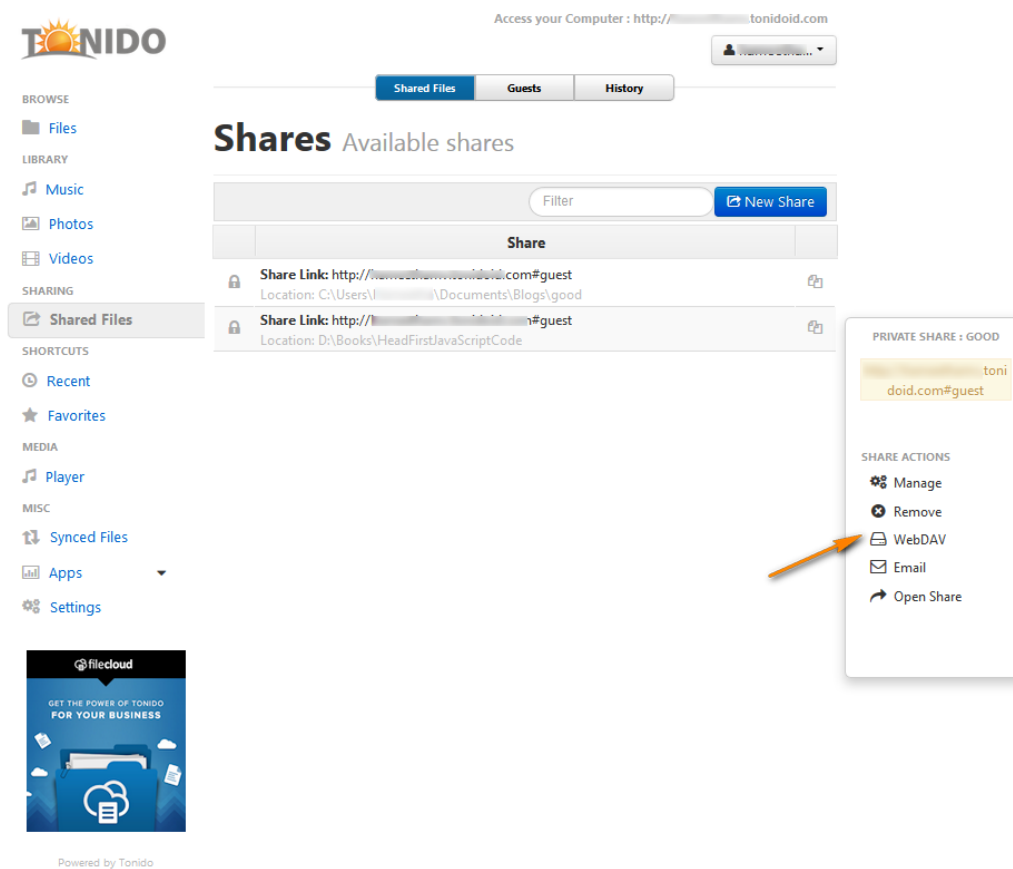 Access your Computer : http:// .tonidoid.com
TONIDO
Shared Files
Guests
History
BROWSE
Files
LIBRARY
Music
Photos
Videos
SHARING
Shared Files
SHORTCUTS
Recent
Favorites
MEDIA
Player
MISC
Synced Files
Apps
Settings
filecloud
GET THE POWER OF TONIDO
FOR YOUR BUSINESS
Powered by Tonido
Shares Available shares
Filter
New Share
Share
Share Link: http:// .com#guest
Location: C:\Users\ \Documents\Blogs\good
Share Link: http:// #guest
Location: D:\Books\HeadFirstJavaScriptCode
PRIVATE SHARE : GOOD
.toni
doid.com#guest
SHARE ACTIONS
Manage
Remove
WebDAV
Email
Open Share